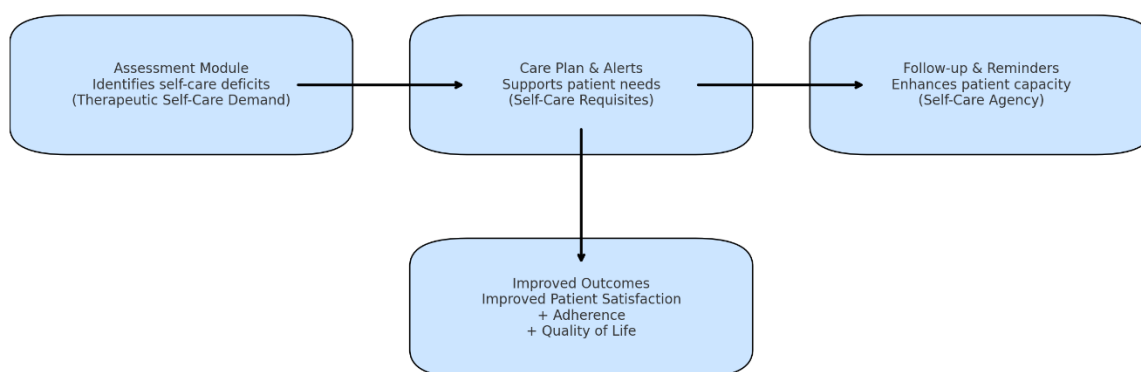 Assessment Module
Identifies self-care deficits
(Therapeutic Self-Care Demand)
Care Plan & Alerts
Supports patient needs
(Self-Care Requisites)
Follow-up & Reminders
Enhances patient capacity
(Self-Care Agency)
Improved Outcomes
Improved Patient Satisfaction
+ Adherence
+ Quality of Life